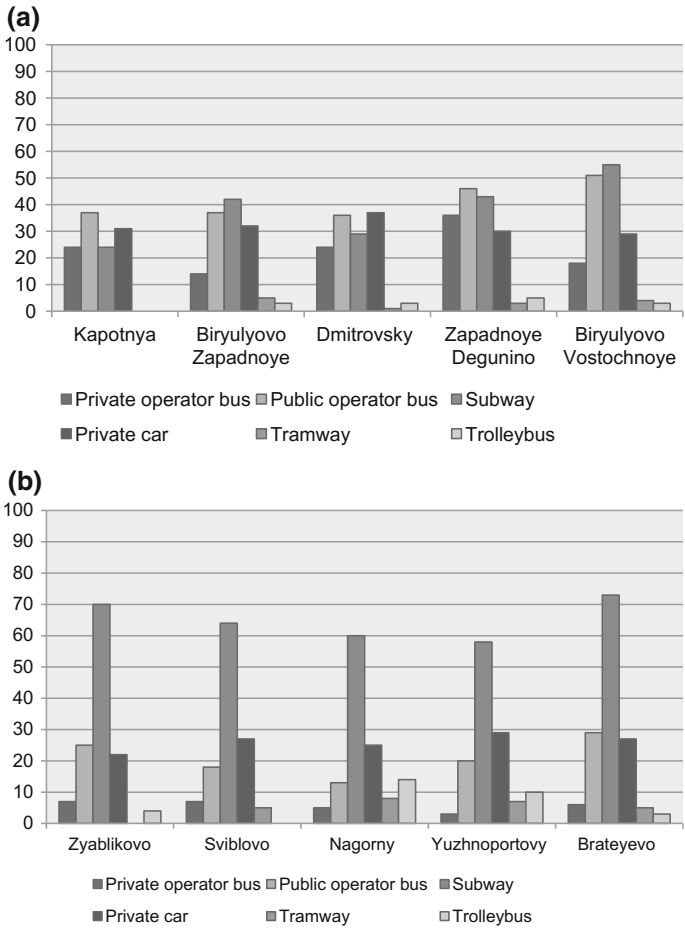 (a)
100
90
80
70
60
50
40
30
20
10
0
Kapotnya Biryulyovo Dmitrovsky Zapadnoye Biryulyovo
Zapadnoye Degunino Vostochnoye
Private operator bus Public operator bus Subway
Private car Tramway Trolleybus
(b)
100
90
80
70
60
50
40
30
20
10
0
Zyablikovo Sviblovo Nagorny Yuzhnoportovy Brateyevo
Private operator bus Public operator bus Subway
Private car Tramway Trolleybus